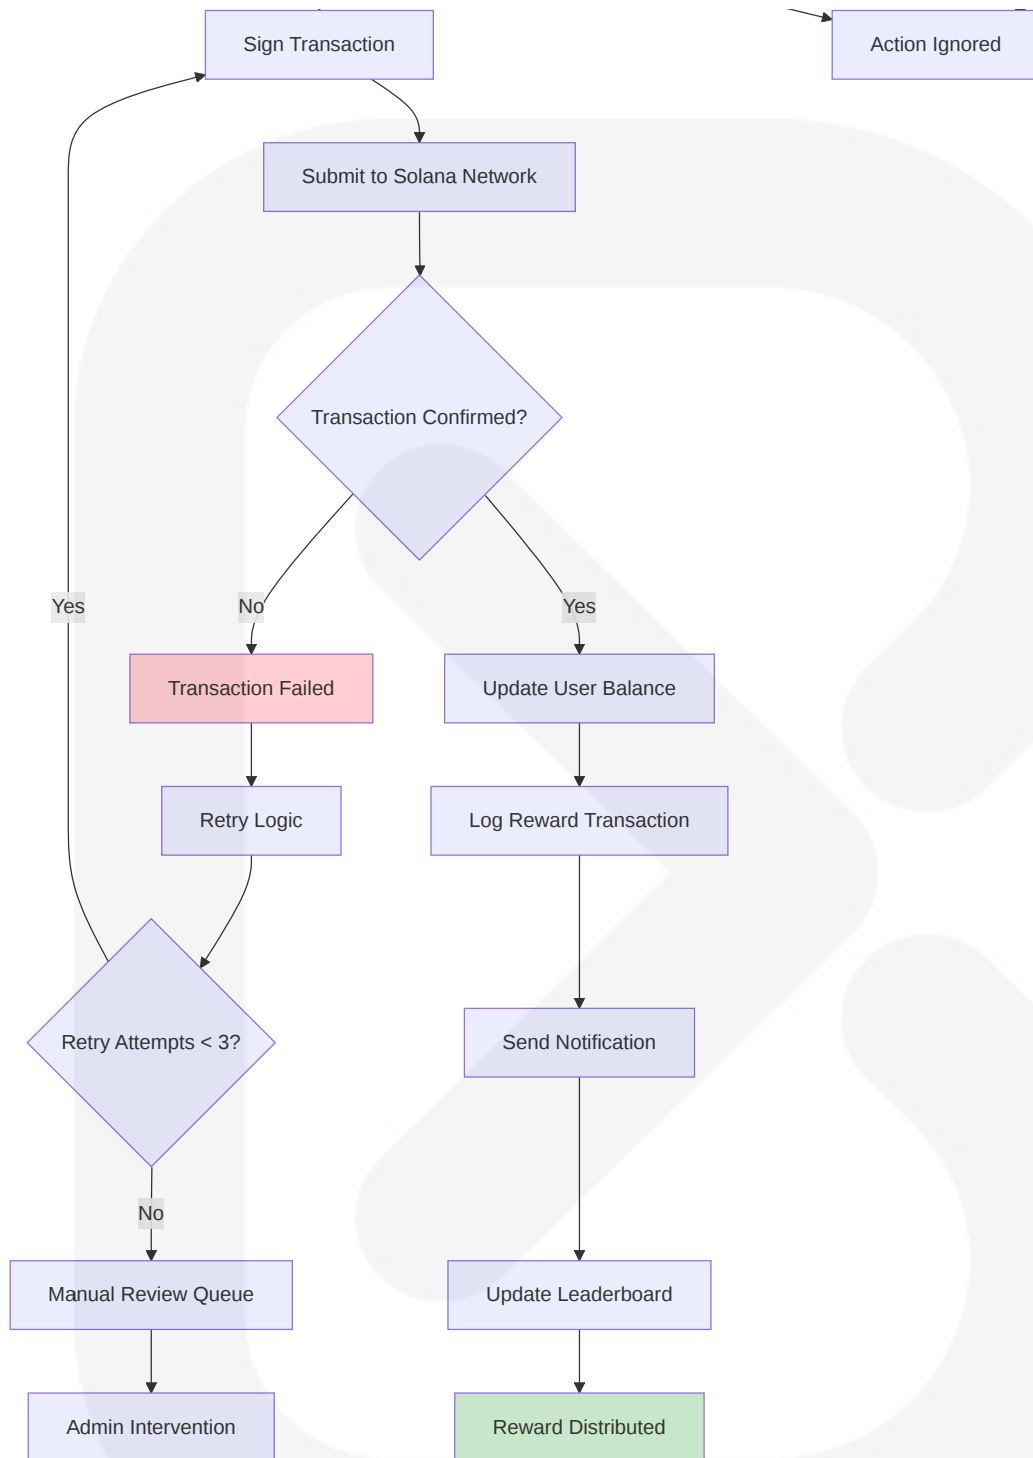 Sign Transaction
Action Ignored
Submit to Solana Network
Transaction Confirmed?
Yes
No
Yes
Transaction Failed
Update User Balance
Retry Logic
Log Reward Transaction
Retry Attempts < 3?
Send Notification
No
Manual Review Queue
Update Leaderboard
Admin Intervention
Reward Distributed